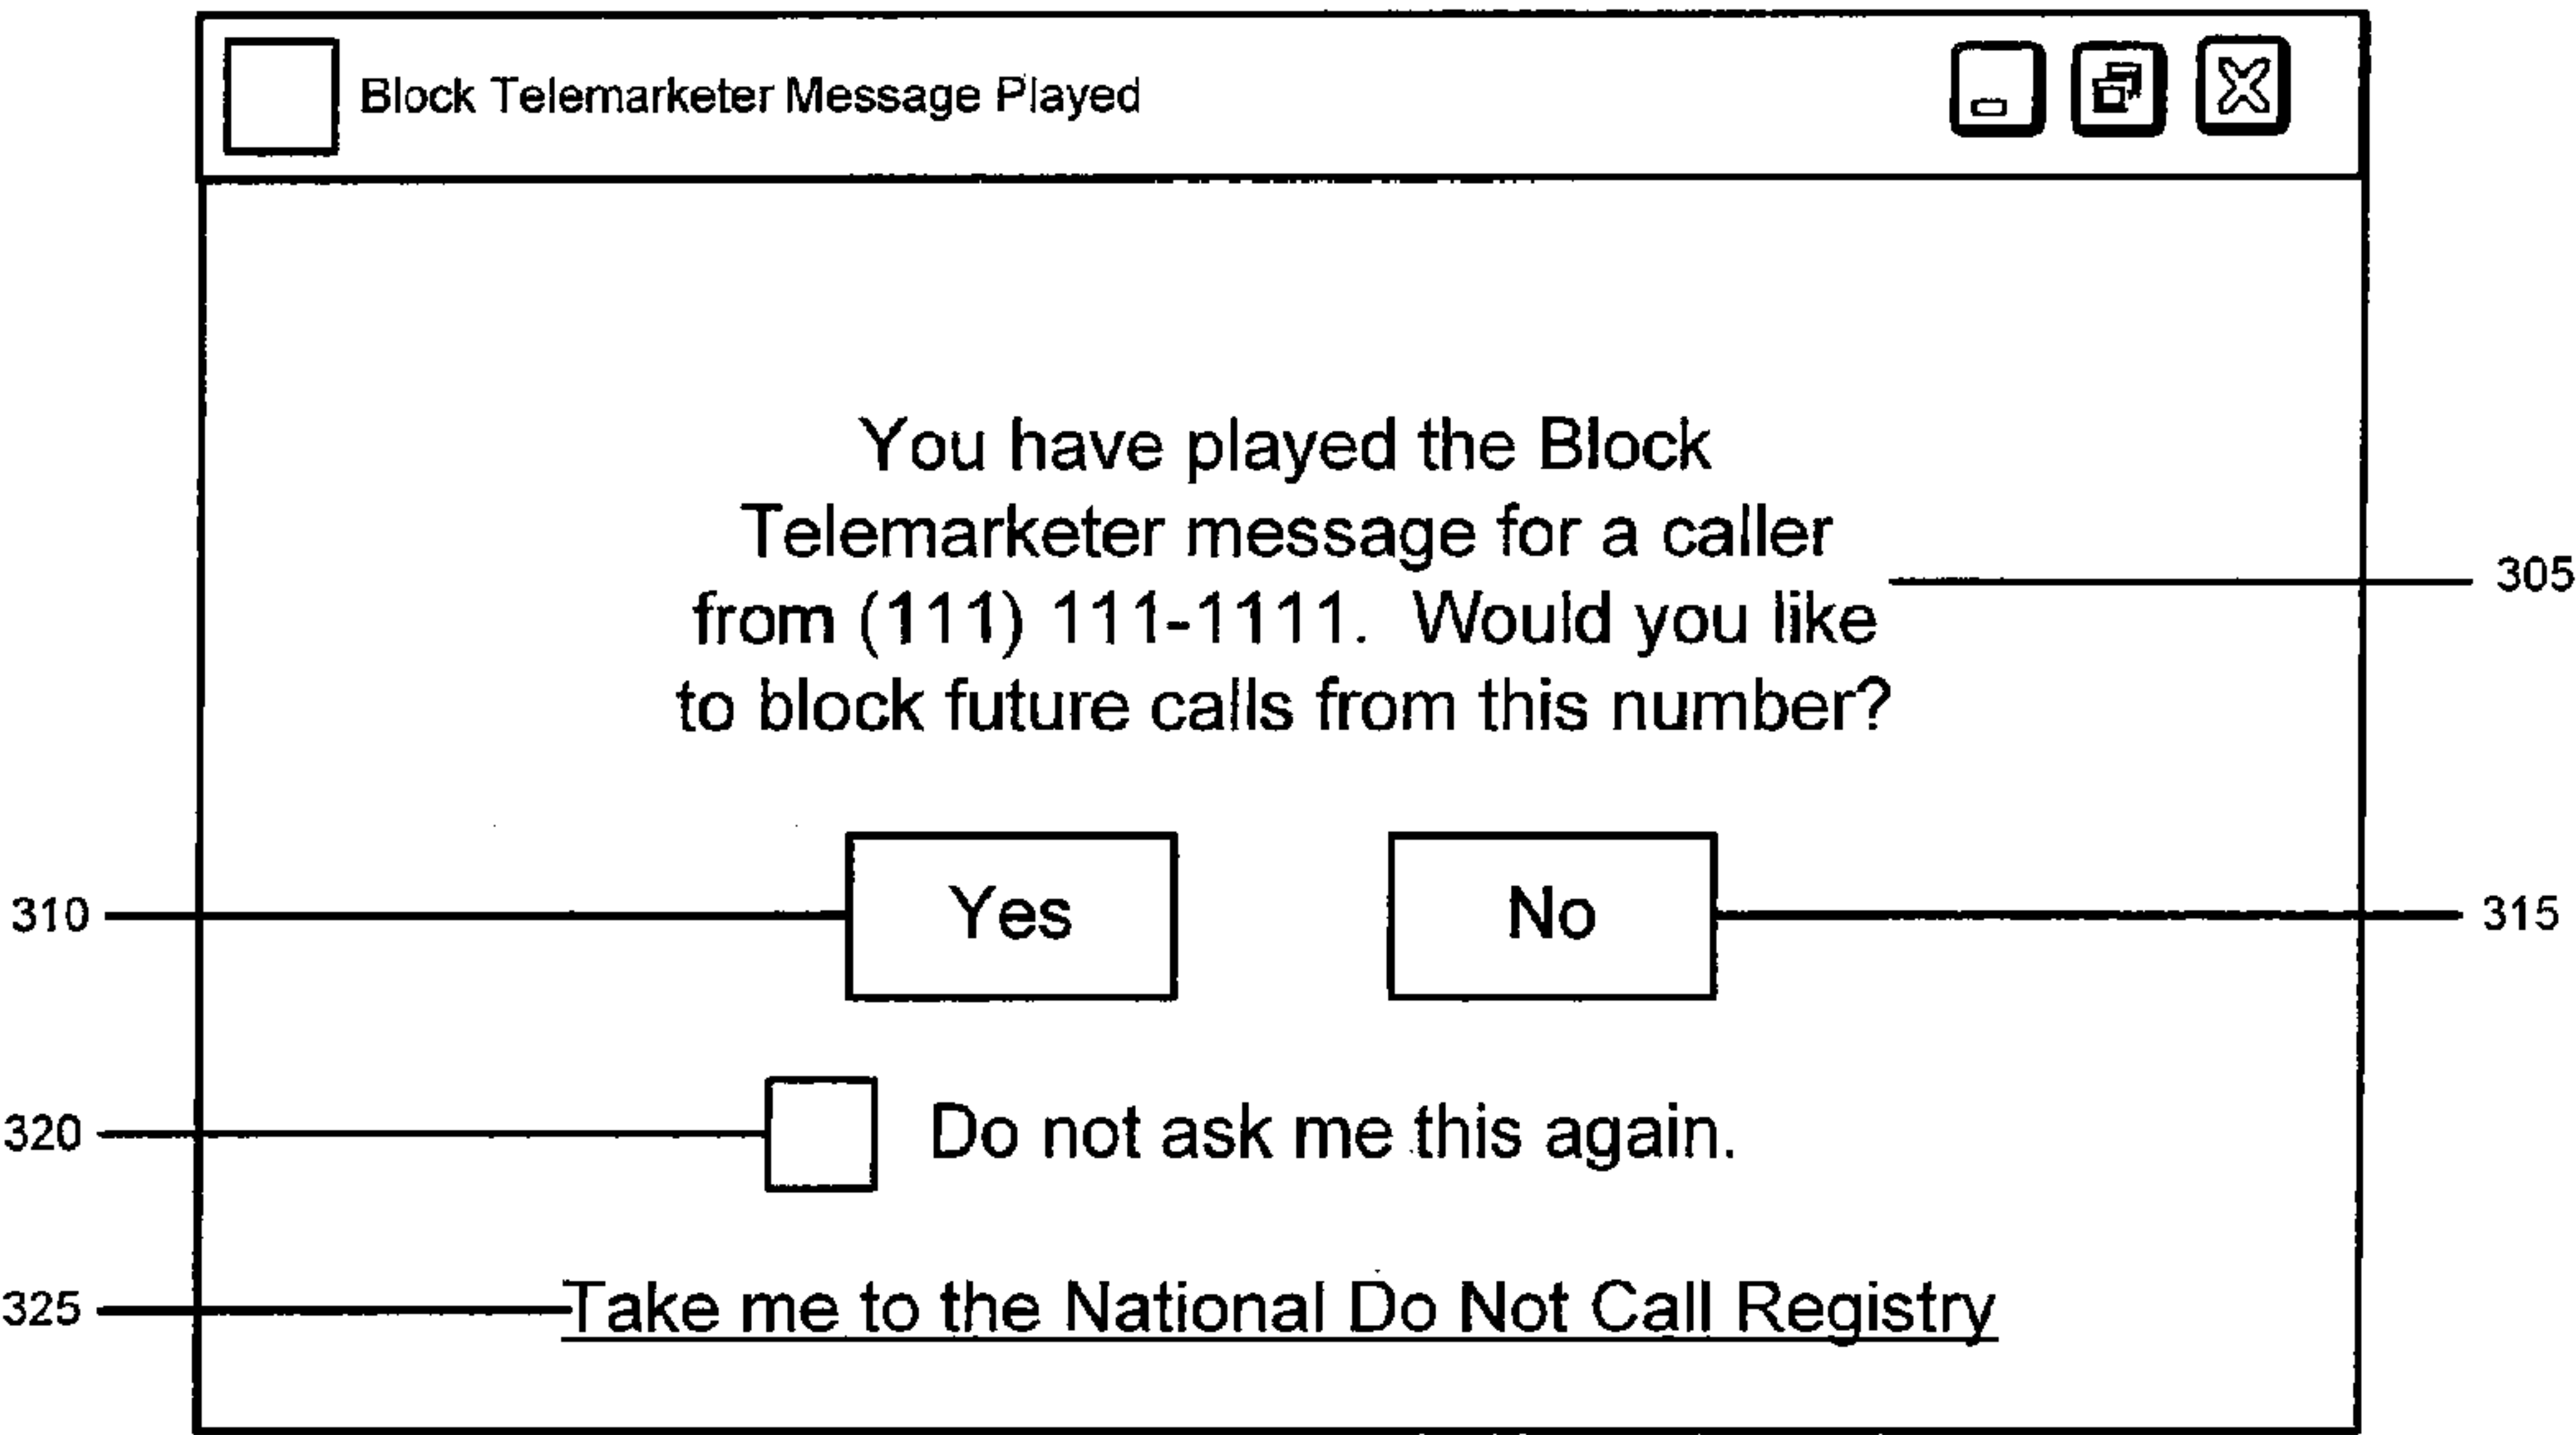 Block Telemarketer Message Played
You have played the Block
Telemarketer message for a caller
from (111) 111-1111.  Would you like
to block future calls from this number?
305
310
Yes
No
315
320
Do not ask me this again.
325
Take me to the National Do Not Call Registry